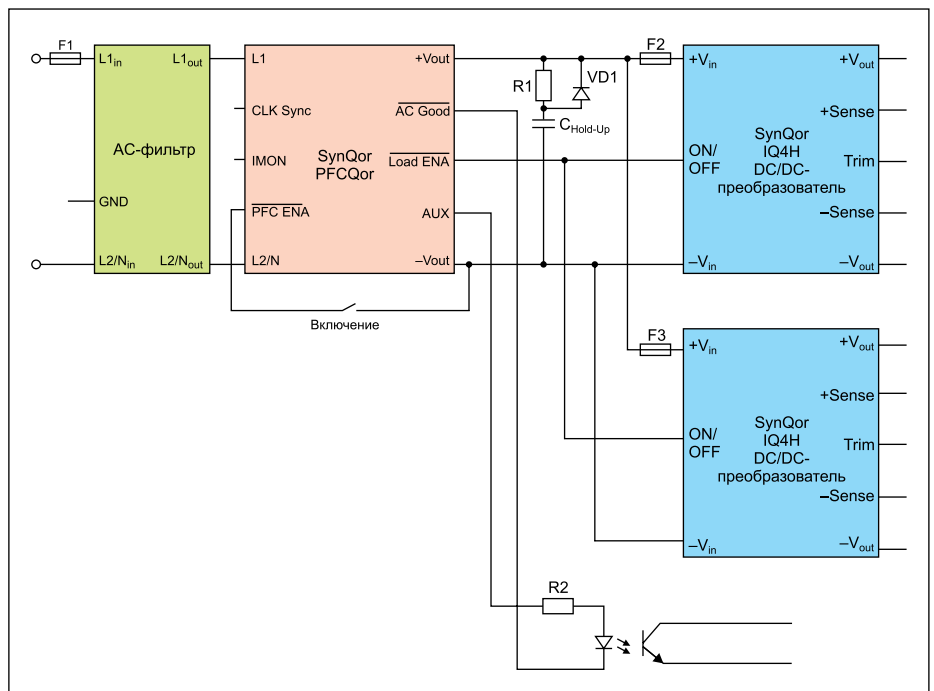 F1
L1in
L1out
АС-фильтр
GND
L2/Nin
L2/Nout
L1
+Vout
CLK Sync
AC Good
IMON
SynQor
PFCQor
Load ENA
PFC ENA
AUX
L2/N
–Vout
Включение
R1
VD1
CHold-Up
F2
+Vin
+Vout
+Sense
ON/
OFF
SynQor
IQ4H
DC/DC-
преобразователь
Trim
–Sense
–Vin
–Vout
F3
+Vin
+Vout
+Sense
ON/
OFF
SynQor
IQ4H
DC/DC-
преобразователь
Trim
–Sense
–Vin
–Vout
R2